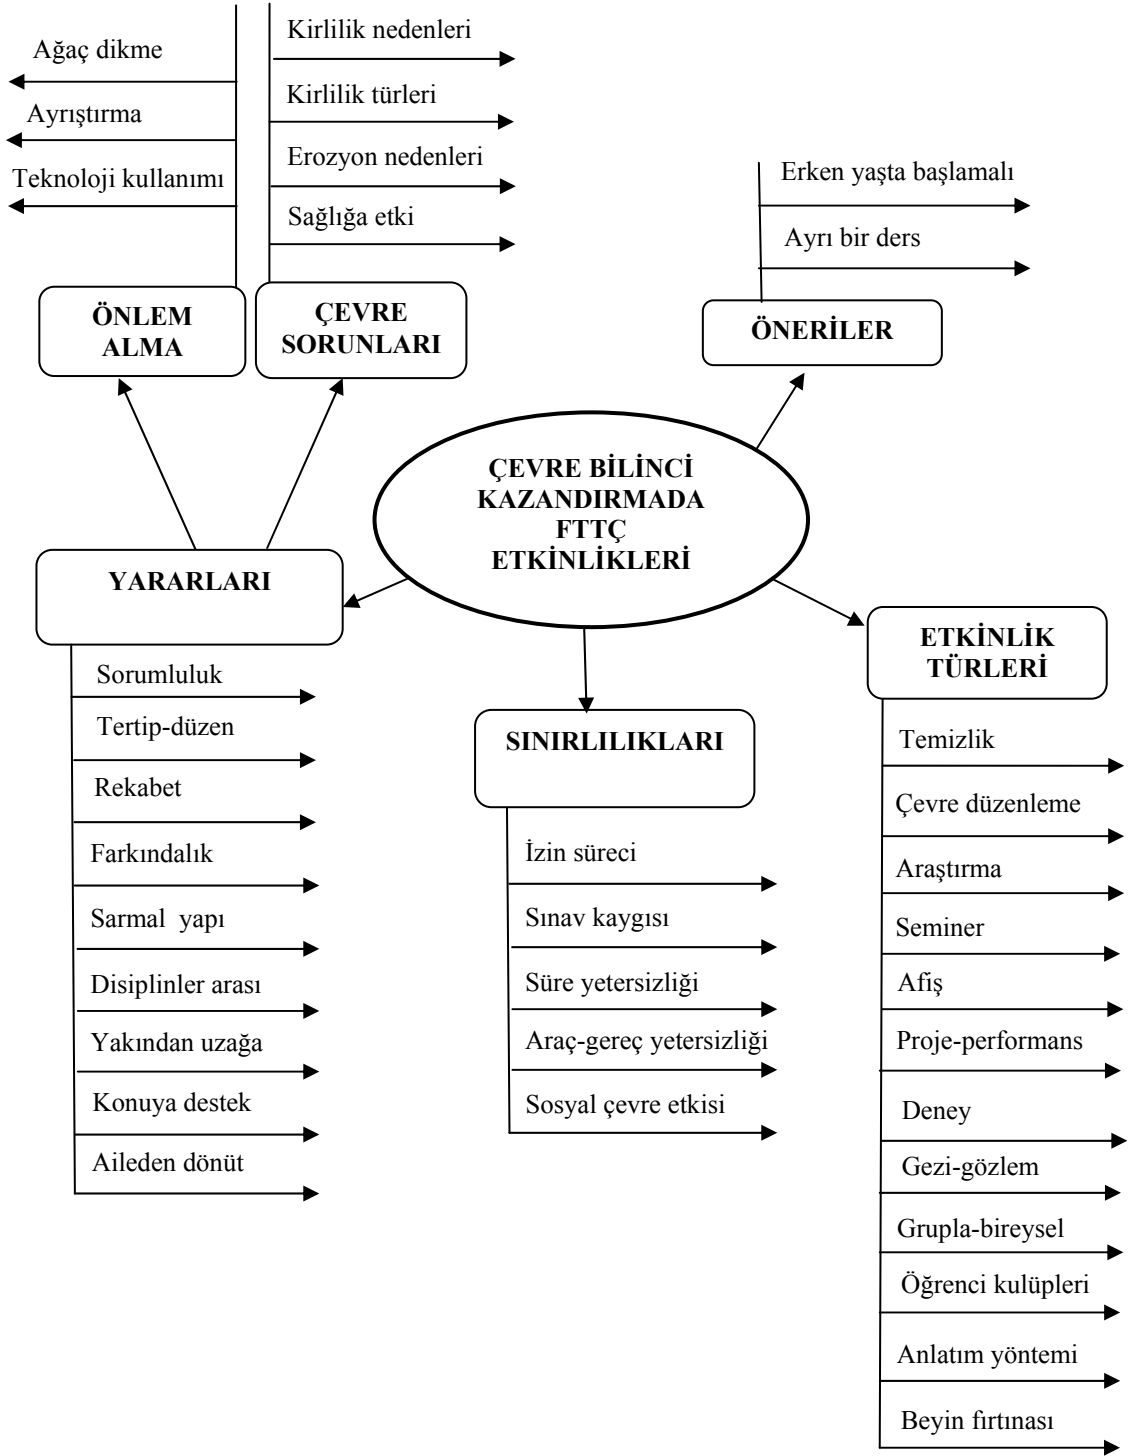 Ağaç dikme
Ayrıştırma
Teknoloji kullanımı
ÖNLEM
ALMA
Kirlilik nedenleri
Kirlilik türleri
Erozyon nedenleri
Sağlığa etki
ÇEVRE
SORUNLARI
Erken yaşta başlamalı
Ayrı bir ders
ÖNERİLER
ÇEVRE BİLİNCİ
KAZANDIRMADA
FTTÇ
ETKİNLİKLERİ
YARARLARI
Sorumluluk
Tertip-düzen
Rekabet
Farkındalık
Sarmal yapı
Disiplinler arası
Yakından uzağa
Konuya destek
Aileden dönüt
SINIRLILIKLARI
İzin süreci
Sınav kaygısı
Süre yetersizliği
Araç-gereç yetersizliği
Sosyal çevre etkisi
ETKİNLİK
TÜRLERİ
Temizlik
Çevre düzenleme
Araştırma
Seminer
Afiş
Proje-performans
Deney
Gezi-gözlem
Grupla-bireysel
Öğrenci kulüpleri
Anlatım yöntemi
Beyin fırtınası